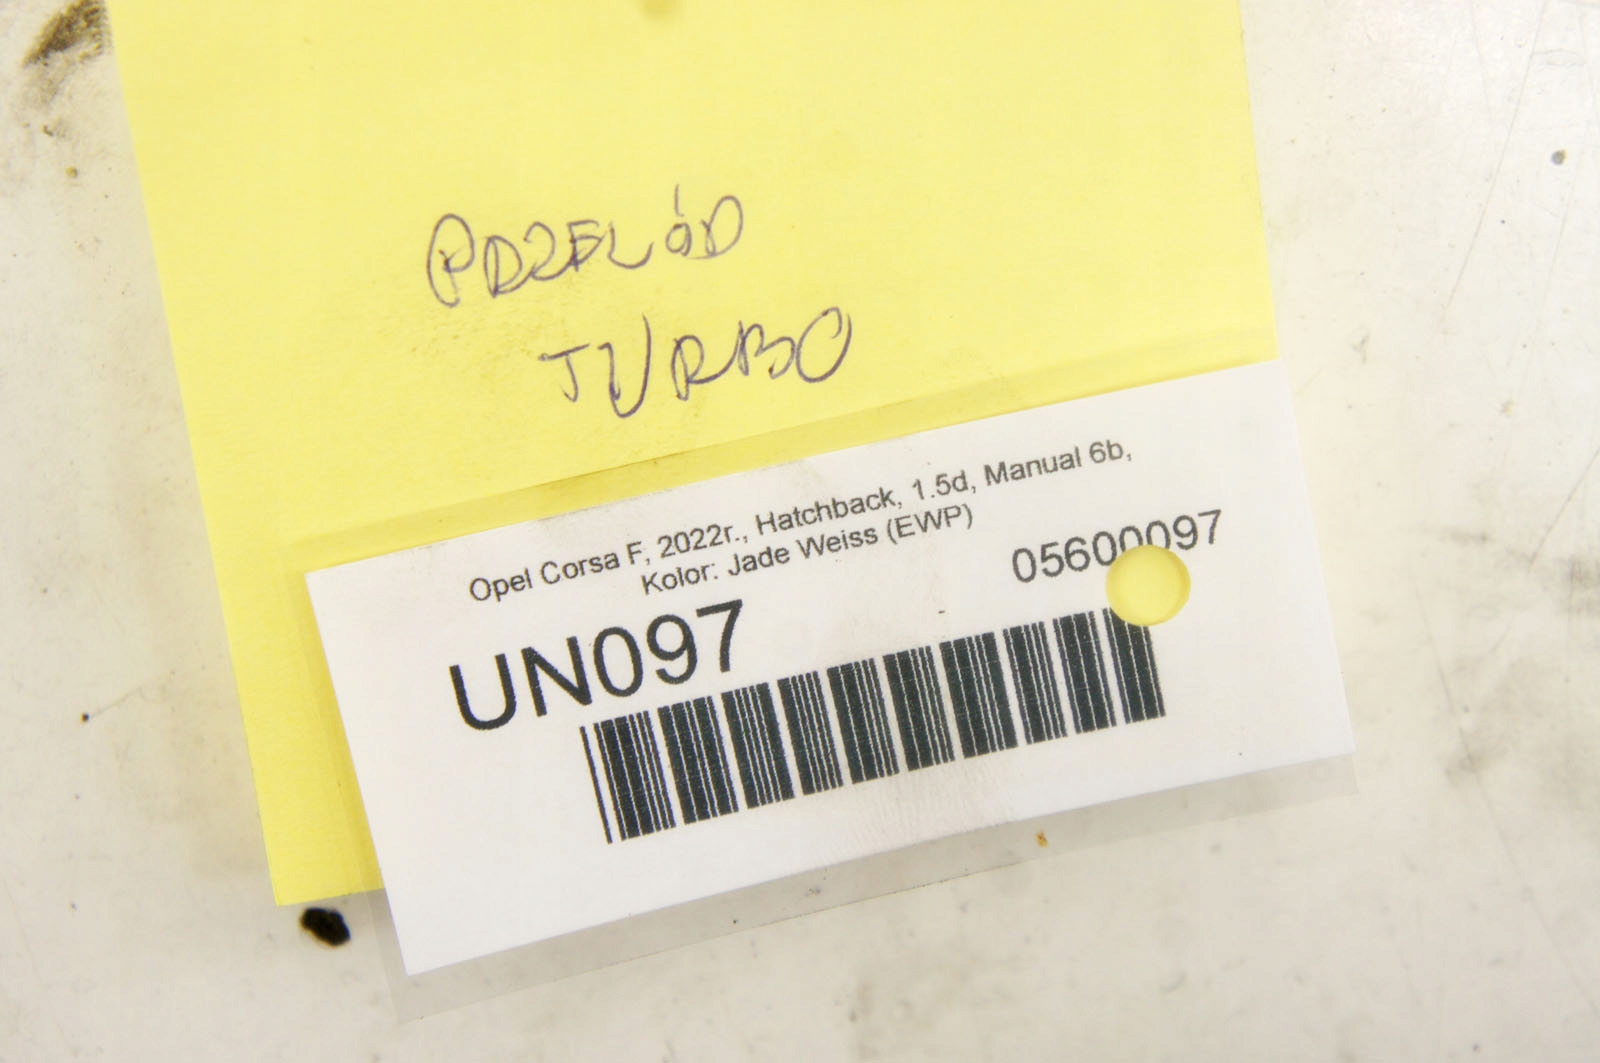 PRZEWÓD
TURBO
Opel Corsa F, 2022r., Hatchback, 1.5d, Manual 6b,
Kolor: Jade Weiss (EWP)
05600097
UN097